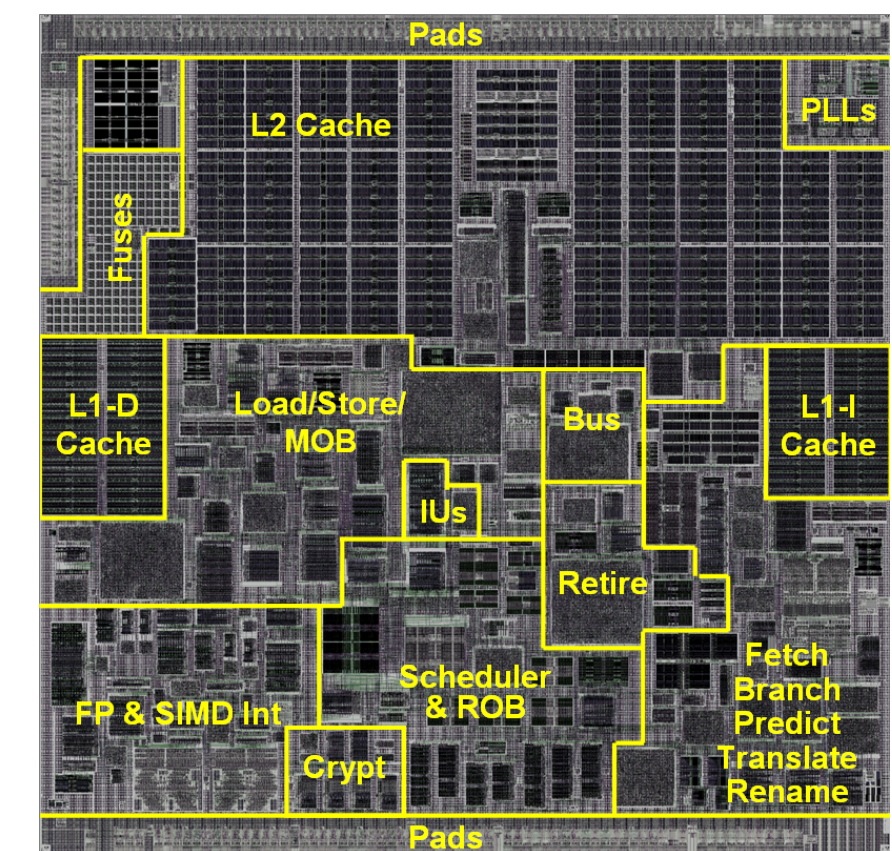 Pads
L2 Cache
PLLs
Fuses
L1-D
Cache
Load/Store/
MOB
Bus
L1-I
Cache
IUs
Retire
Scheduler
& ROB
FP & SIMD Int
Crypt
Fetch
Branch
Predict
Translate
Rename
Pads